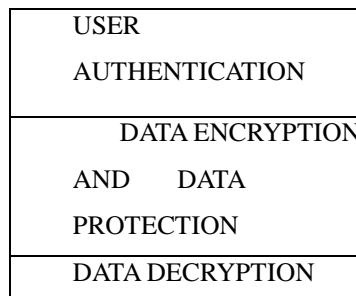 USER
AUTHENTICATION
DATA ENCRYPTION
AND DATA
PROTECTION
DATA DECRYPTION